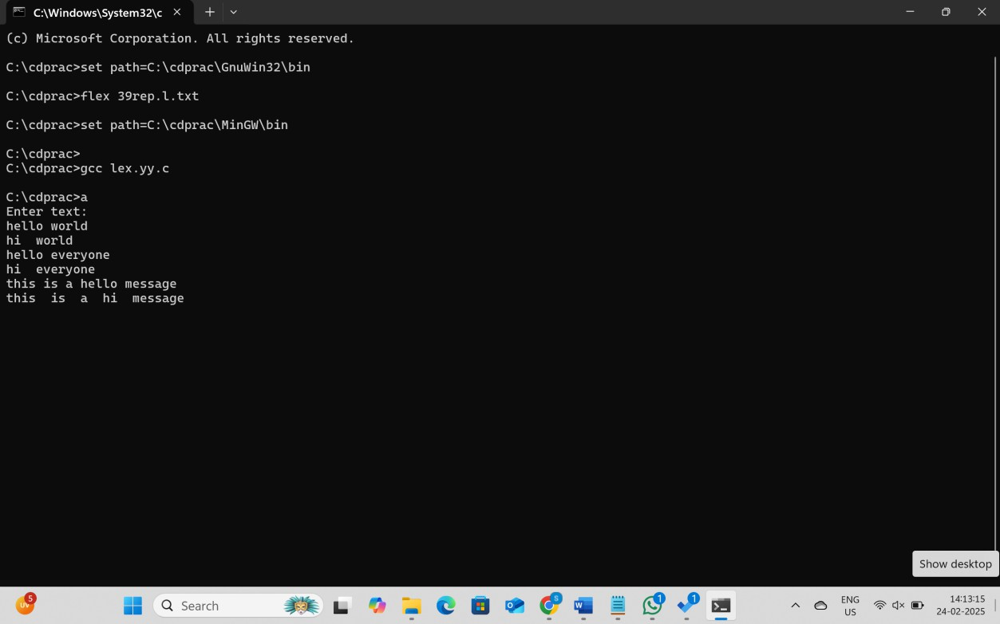 C:\Windows\System32\c
(c) Microsoft Corporation. All rights reserved.
C:\cdprac>set path=C:\cdprac\GnuWin32\bin
C:\cdprac>flex 39rep.l.txt
C:\cdprac>set path=C:\cdprac\MinGW\bin
C:\cdprac>
C:\cdprac>gcc lex.yy.c
C:\cdprac>a
Enter text:
hello world
hi  world
hello everyone
hi  everyone
this is a hello message
this  is  a  hi  message
Show desktop
UV 5
Search
O
S
W
1
1
ENG
US
14:13:15
24-02-2025